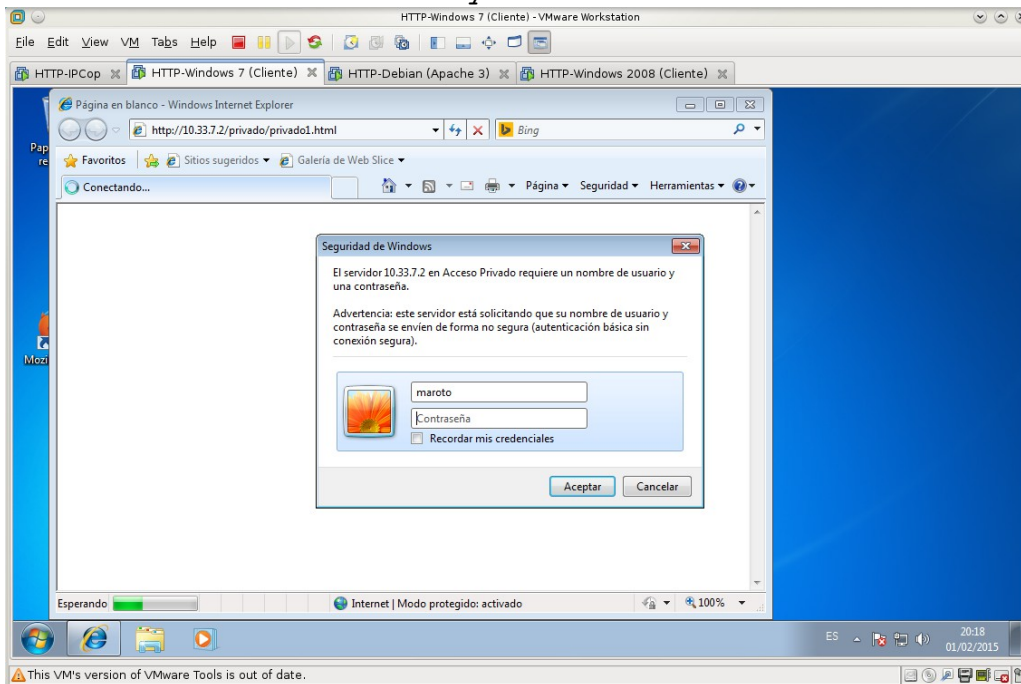 HTTP-Windows 7 (Cliente) - VMware Workstation
File Edit View VM Tabs Help
HTTP-IPCop HTTP-Windows 7 (Cliente) HTTP-Debian (Apache 3) HTTP-Windows 2008 (Cliente)
Página en blanco - Windows Internet Explorer
http://10.33.7.2/privado/privado1.html Bing
Pap
re
Favoritos Sitios sugeridos Galería de Web Slice
Conectando... Página Seguridad Herramientas
Seguridad de Windows
El servidor 10.33.7.2 en Acceso Privado requiere un nombre de usuario y
una contraseña.
Advertencia: este servidor está solicitando que su nombre de usuario y
contraseña se envíen de forma no segura (autenticación básica sin
conexión segura).
Mozi
maroto
Contraseña
Recordar mis credenciales
Aceptar Cancelar
Esperando Internet | Modo protegido: activado 100%
ES 20:18
01/02/2015
This VM's version of VMware Tools is out of date.